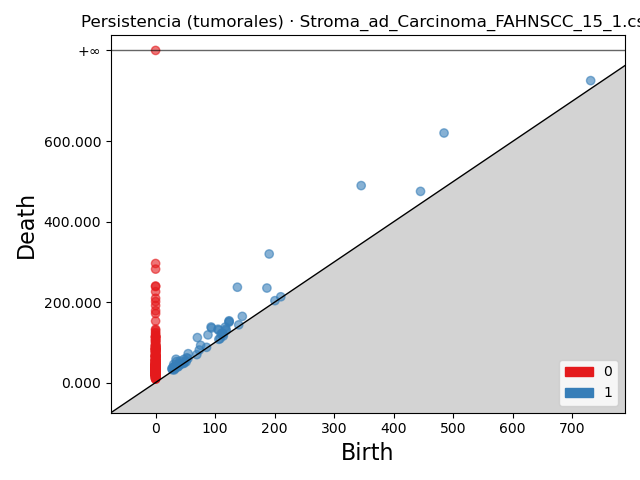 Persistencia (tumorales) · Stroma_ad_Carcinoma_FAHNSCC_15_1.cs
+∞
600.000
400.000
200.000
0.000
Death
0 100 200 300 400 500 600 700
Birth
0
1